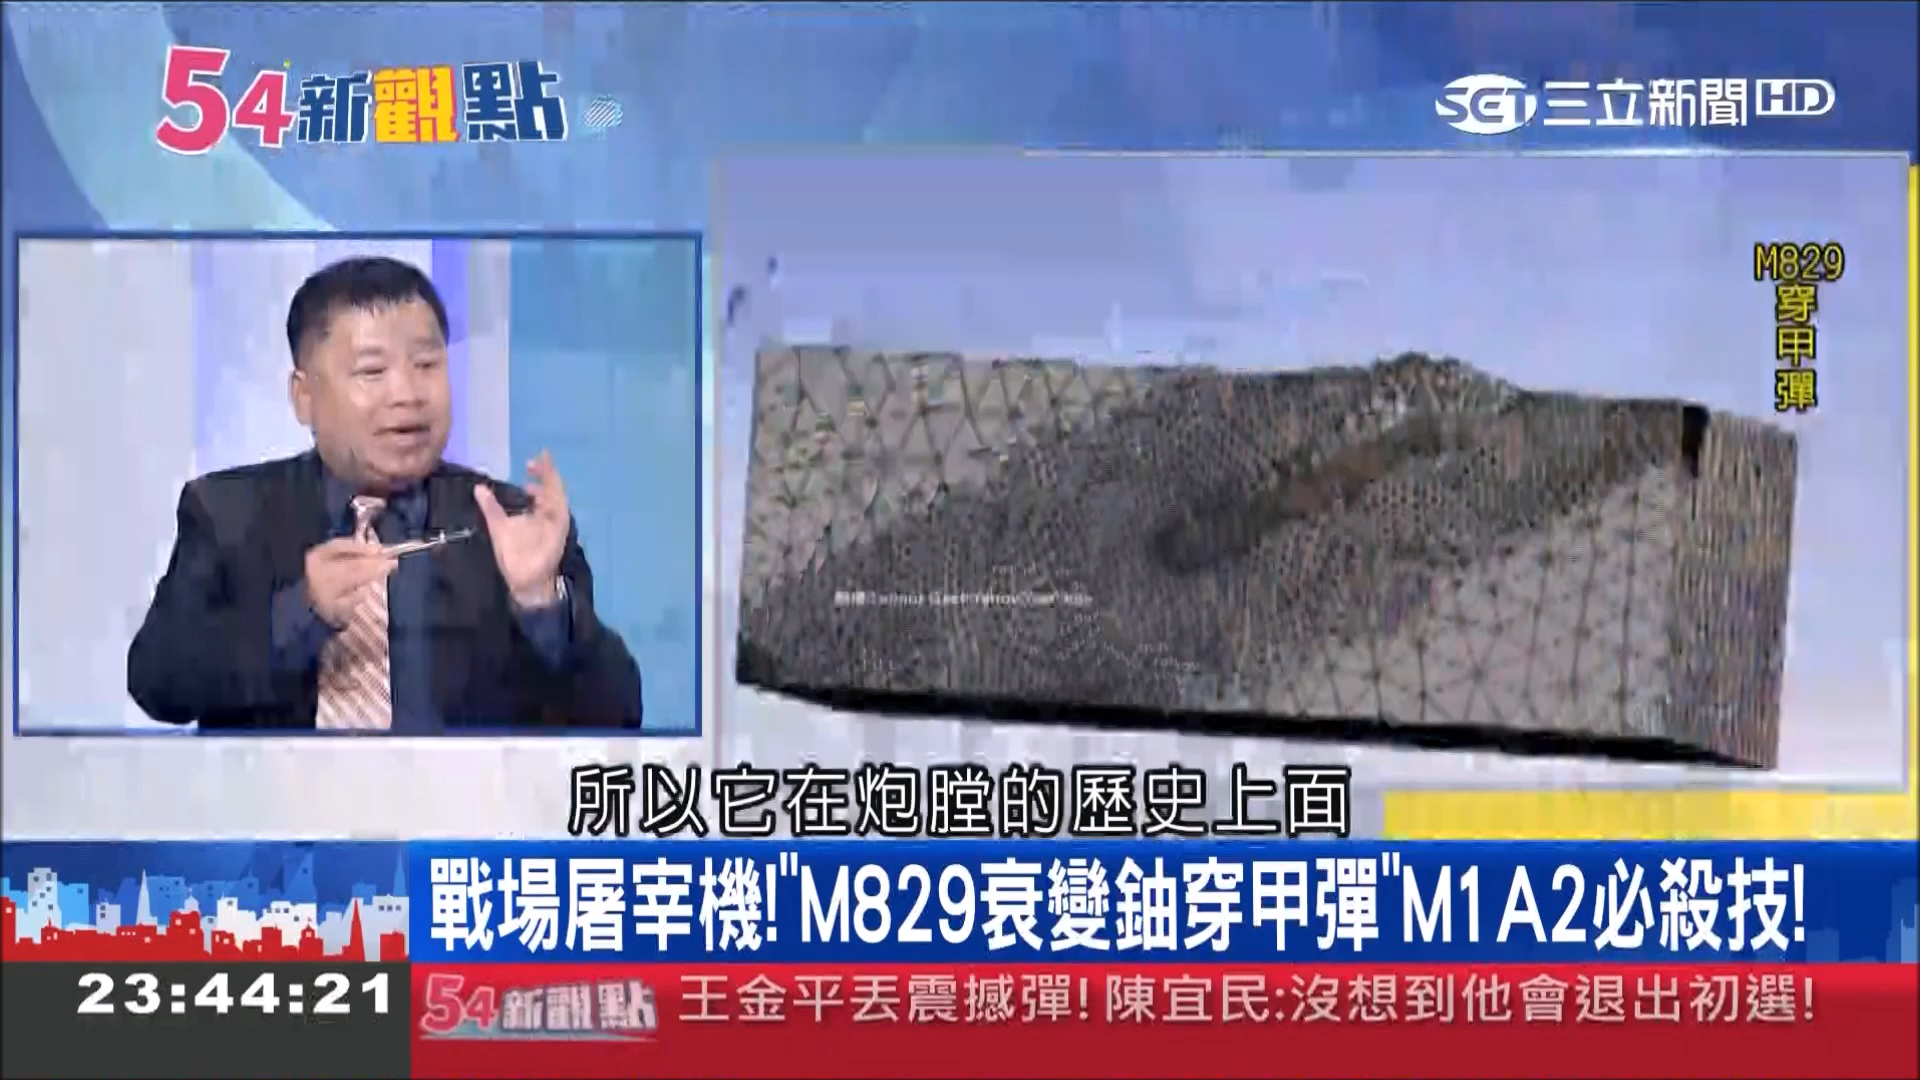 54新觀點
SET三立新聞HD
M829
穿甲彈
所以它在炮膛的歷史上面
戰場屠宰機!"M829衰變鈾穿甲彈"M1A2必殺技!
23:44:21
54新觀點
王金平丟震撼彈!陳宜民:沒想到他會退出初選!